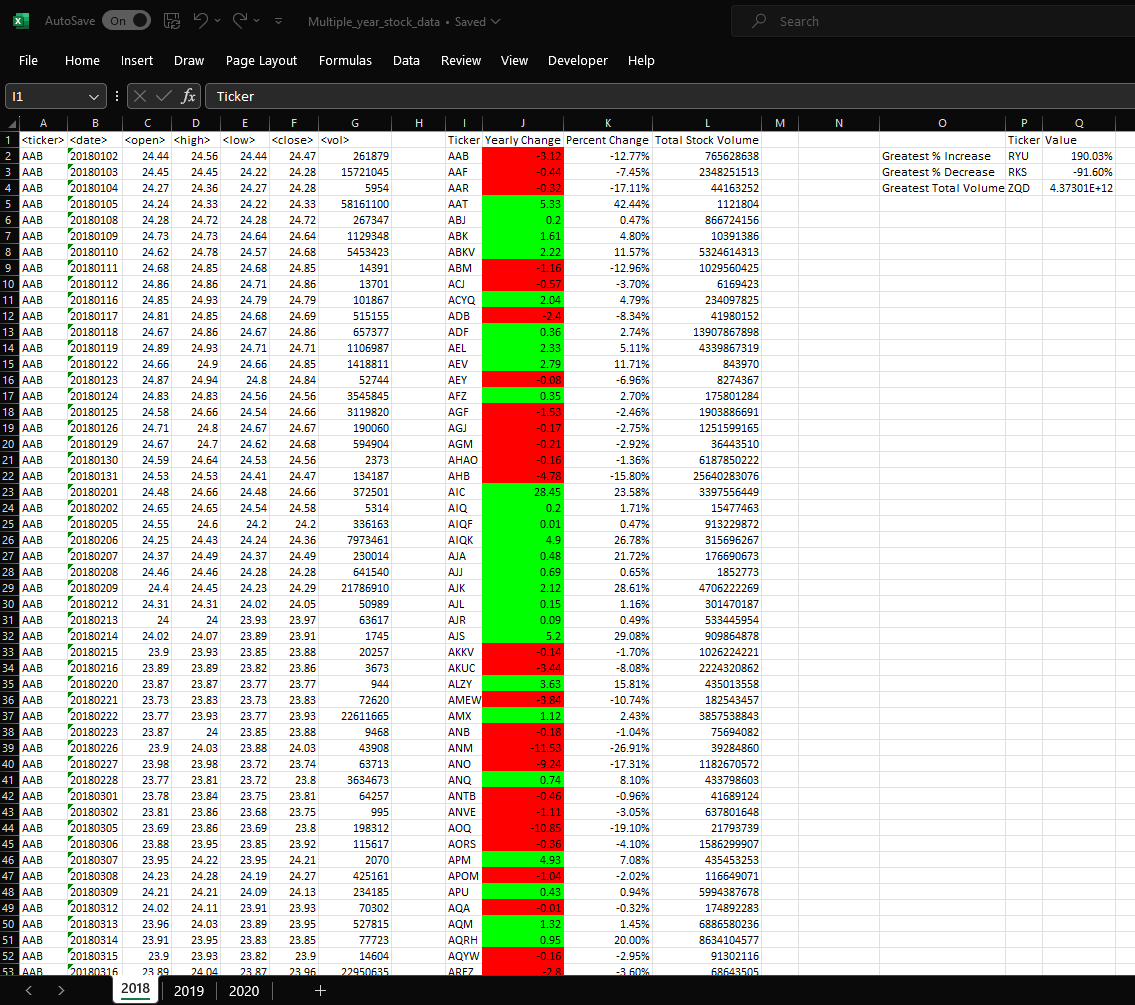 AutoSave On Multiple_year_stock_data • Saved Search
File Home Insert Draw Page Layout Formulas Data Review View Developer Help
I1 fx Ticker
A B C D E F G H I J K L M N O P Q
1 <ticker> <date> <open> <high> <low> <close> <vol> Ticker Yearly Change Percent Change Total Stock Volume Ticker Value
2 AAB 20180102 24.44 24.56 24.44 24.47 261879 AAB -3.12 -12.77% 765628638 Greatest % Increase RYU 190.03%
3 AAB 20180103 24.45 24.45 24.22 24.28 15721045 AAF -0.44 -7.45% 2348251513 Greatest % Decrease RKS -91.60%
4 AAB 20180104 24.27 24.36 24.27 24.28 5954 AAR -0.32 -17.11% 44163252 Greatest Total Volume ZQD 4.37301E+12
5 AAB 20180105 24.24 24.33 24.22 24.33 58161100 AAT 5.33 42.44% 1121804
6 AAB 20180108 24.28 24.72 24.28 24.72 267347 ABJ 0.2 0.47% 866724156
7 AAB 20180109 24.73 24.73 24.64 24.64 1129348 ABK 1.61 4.80% 10391386
8 AAB 20180110 24.62 24.78 24.57 24.68 5453423 ABKV 2.22 11.57% 5324614313
9 AAB 20180111 24.68 24.85 24.68 24.85 14391 ABM -1.16 -12.96% 1029560425
10 AAB 20180112 24.86 24.86 24.71 24.86 13701 ACJ -0.57 -3.70% 6169423
11 AAB 20180116 24.85 24.93 24.79 24.79 101867 ACYQ 2.04 4.79% 234097825
12 AAB 20180117 24.81 24.85 24.68 24.69 515155 ADB -2.4 -8.34% 41980152
13 AAB 20180118 24.67 24.86 24.67 24.86 657377 ADF 0.36 2.74% 13907867898
14 AAB 20180119 24.89 24.93 24.71 24.71 1106987 AEL 2.33 5.11% 4339867319
15 AAB 20180122 24.66 24.9 24.66 24.85 1418811 AEV 2.79 11.71% 843970
16 AAB 20180123 24.87 24.94 24.8 24.84 52744 AEY -0.08 -6.96% 8274367
17 AAB 20180124 24.83 24.83 24.56 24.56 3545845 AFZ 0.35 2.70% 175801284
18 AAB 20180125 24.58 24.66 24.54 24.66 3119820 AGF -1.53 -2.46% 1903886691
19 AAB 20180126 24.71 24.8 24.67 24.67 190060 AGJ -0.17 -2.75% 1251599165
20 AAB 20180129 24.67 24.7 24.62 24.68 594904 AGM -0.21 -2.92% 36443510
21 AAB 20180130 24.59 24.64 24.53 24.56 2373 AHAO -0.16 -1.36% 6187850222
22 AAB 20180131 24.53 24.53 24.41 24.47 134187 AHB -4.78 -15.80% 25640283076
23 AAB 20180201 24.48 24.66 24.48 24.66 372501 AIC 28.45 23.58% 3397556449
24 AAB 20180202 24.65 24.65 24.54 24.58 5314 AIQ 0.2 1.71% 15477463
25 AAB 20180205 24.55 24.6 24.2 24.2 336163 AIQF 0.01 0.47% 913229872
26 AAB 20180206 24.25 24.43 24.24 24.36 7973461 AIQK 4.9 26.78% 315696267
27 AAB 20180207 24.37 24.49 24.37 24.49 230014 AJA 0.48 21.72% 176690673
28 AAB 20180208 24.46 24.46 24.28 24.28 641540 AJJ 0.69 0.65% 1852773
29 AAB 20180209 24.4 24.45 24.23 24.29 21786910 AJK 2.12 28.61% 4706222269
30 AAB 20180212 24.31 24.31 24.02 24.05 50989 AJL 0.15 1.16% 301470187
31 AAB 20180213 24 24 23.93 23.97 63617 AJR 0.09 0.49% 533445954
32 AAB 20180214 24.02 24.07 23.89 23.91 1745 AJS 5.2 29.08% 909864878
33 AAB 20180215 23.9 23.93 23.85 23.88 20257 AKKV -0.14 -1.70% 1026224221
34 AAB 20180216 23.89 23.89 23.82 23.86 3673 AKUC -3.44 -8.08% 2224320862
35 AAB 20180220 23.87 23.87 23.77 23.77 944 ALZY 3.63 15.81% 435013558
36 AAB 20180221 23.73 23.83 23.73 23.83 72620 AMEW -3.84 -10.74% 182543457
37 AAB 20180222 23.77 23.93 23.77 23.93 22611665 AMX 1.12 2.43% 3857538843
38 AAB 20180223 23.87 24 23.85 23.88 9468 ANB -0.18 -1.04% 75694082
39 AAB 20180226 23.9 24.03 23.88 24.03 43908 ANM -11.53 -26.91% 39284860
40 AAB 20180227 23.98 23.98 23.72 23.74 63713 ANO -9.24 -17.31% 1182670572
41 AAB 20180228 23.77 23.81 23.72 23.8 3634673 ANQ 0.74 8.10% 433798603
42 AAB 20180301 23.78 23.84 23.75 23.81 64257 ANTB -0.46 -0.96% 41689124
43 AAB 20180302 23.81 23.86 23.68 23.75 995 ANVE -1.11 -3.05% 637801648
44 AAB 20180305 23.69 23.86 23.69 23.8 198312 AOQ -10.85 -19.10% 21793739
45 AAB 20180306 23.88 23.95 23.85 23.92 115617 AORS -0.36 -4.10% 1586299907
46 AAB 20180307 23.95 24.22 23.95 24.21 2070 APM 4.93 7.08% 435453253
47 AAB 20180308 24.23 24.28 24.19 24.27 425161 APOM -1.04 -2.02% 116649071
48 AAB 20180309 24.21 24.21 24.09 24.13 234185 APU 0.43 0.94% 5994387678
49 AAB 20180312 24.02 24.11 23.91 23.93 70302 AQA -0.01 -0.32% 174892283
50 AAB 20180313 23.96 24.03 23.89 23.95 527815 AQM 1.32 1.45% 6886580236
51 AAB 20180314 23.91 23.95 23.83 23.85 77723 AQRH 0.95 20.00% 8634104577
52 AAB 20180315 23.9 23.93 23.82 23.9 14604 AQYW -0.16 -2.95% 91302116
53 AAB 20180316 23.89 24.04 23.87 23.96 22950635 AREZ -2.8 -3.60% 68643505
2018 2019 2020